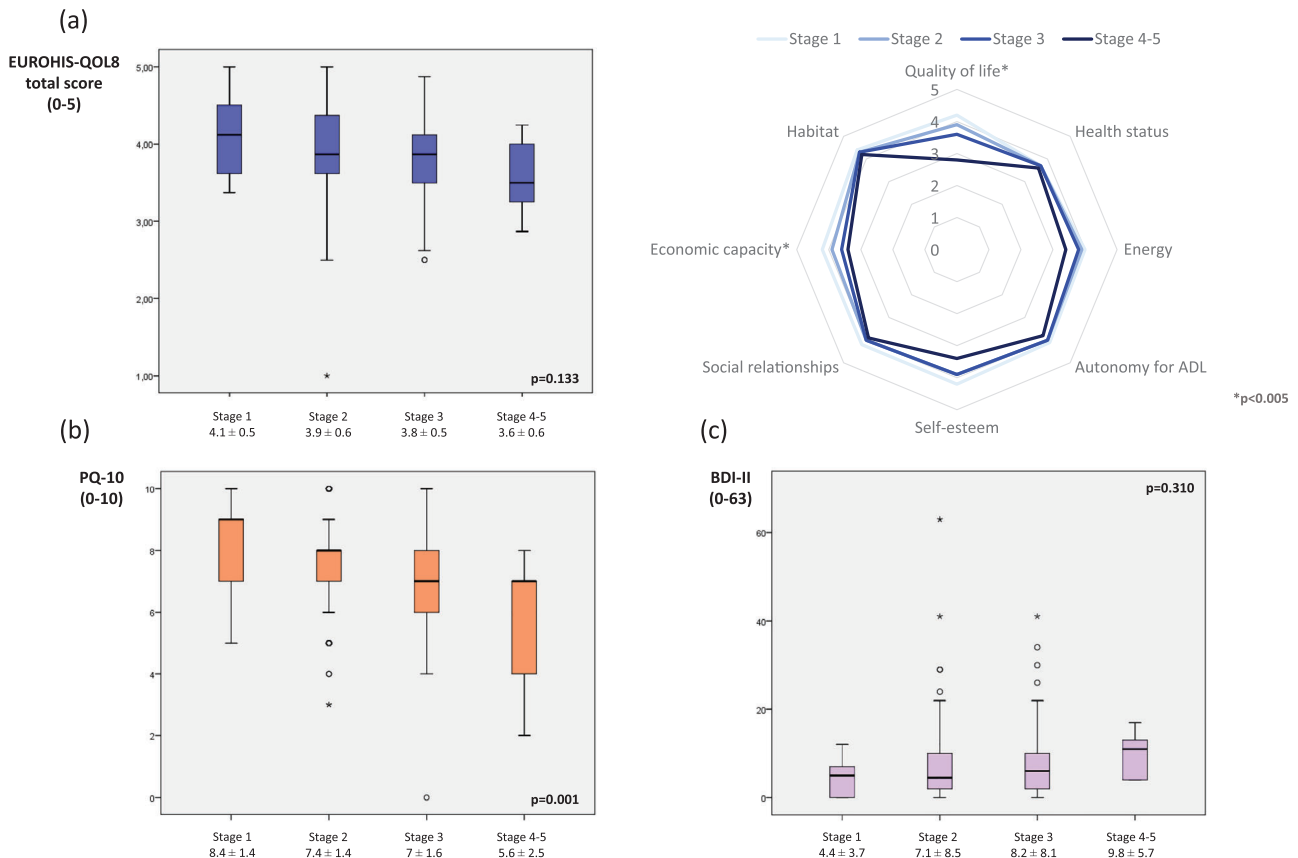 (a)
EUROHIS-QOL8
total score
(0-5)
5,00
4,00
3,00
2,00
1,00
p=0.133
Stage 1
4.1 ± 0.5
Stage 2
3.9 ± 0.6
Stage 3
3.8 ± 0.5
Stage 4-5
3.6 ± 0.6
Stage 1
Stage 2
Stage 3
Stage 4-5
Quality of life*
Health status
Energy
Autonomy for ADL
Self-esteem
Social relationships
Economic capacity*
Habitat
5
4
3
2
1
0
*p<0.005
(b)
PQ-10
(0-10)
10
8
6
4
2
0
p=0.001
Stage 1
8.4 ± 1.4
Stage 2
7.4 ± 1.4
Stage 3
7 ± 1.6
Stage 4-5
5.6 ± 2.5
(c)
BDI-II
(0-63)
p=0.310
60
40
20
0
Stage 1
4.4 ± 3.7
Stage 2
7.1 ± 8.5
Stage 3
8.2 ± 8.1
Stage 4-5
9.8 ± 5.7